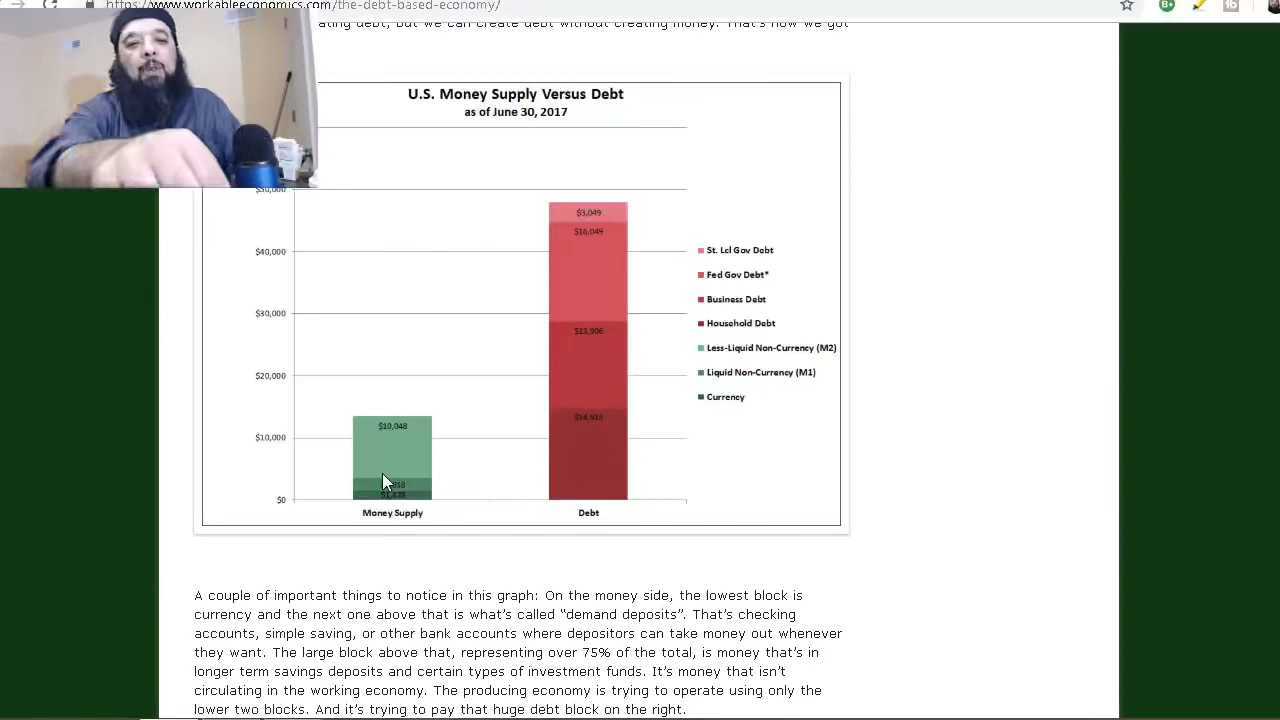 https://www.workableeconomics.com/the-debt-based-economy/
ating debt, but we can create debt without creating money. That's how we got
U.S. Money Supply Versus Debt
as of June 30, 2017
$50,000
$40,000
$30,000
$20,000
$10,000
$0
$3,049
$16,049
$13,906
$14,913
$10,048
Money Supply
Debt
St. Lcl Gov Debt
Fed Gov Debt*
Business Debt
Household Debt
Less-Liquid Non-Currency (M2)
Liquid Non-Currency (M1)
Currency
A couple of important things to notice in this graph: On the money side, the lowest block is
currency and the next one above that is what's called “demand deposits”. That's checking
accounts, simple saving, or other bank accounts where depositors can take money out whenever
they want. The large block above that, representing over 75% of the total, is money that's in
longer term savings deposits and certain types of investment funds. It's money that isn't
circulating in the working economy. The producing economy is trying to operate using only the
lower two blocks. And it's trying to pay that huge debt block on the right.